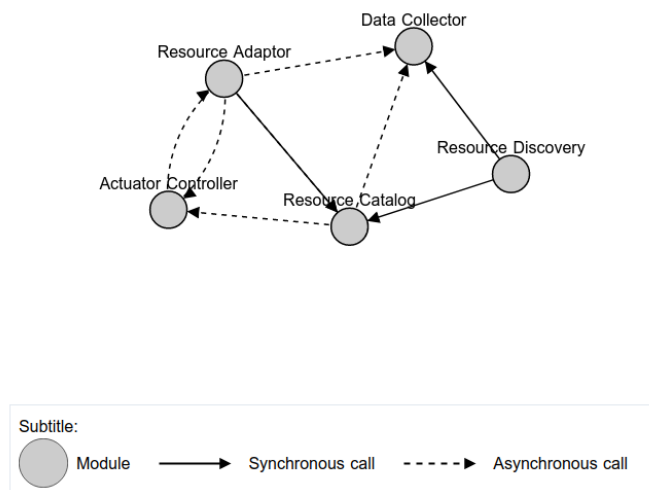 Data Collector
Resource Adaptor
Resource Discovery
Actuator Controller
Resource Catalog
Subtitle:
Module
Synchronous call
Asynchronous call